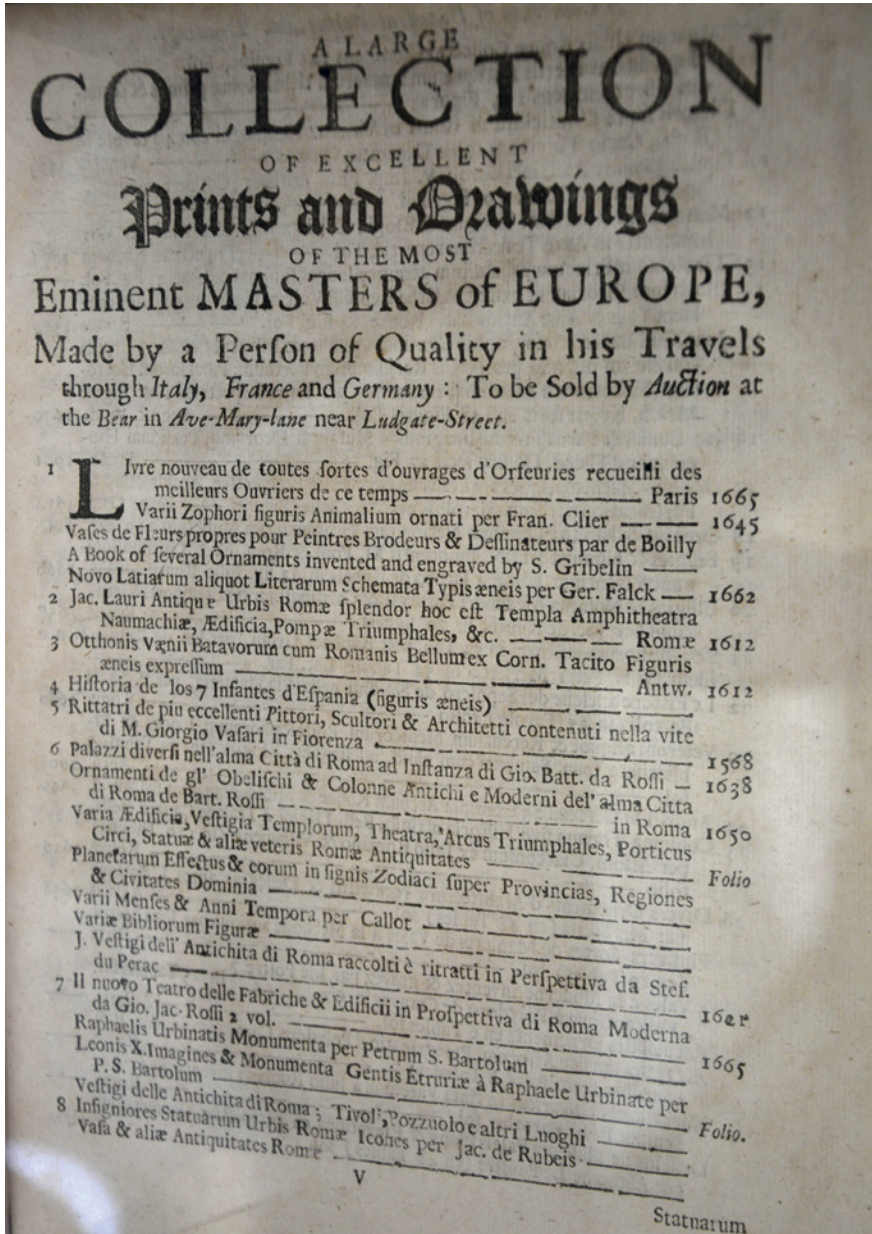 A LARGE
COLLECTION
OF EXCELLENT
Prints and Drawings
OF THE MOST
Eminent MASTERS of EUROPE,
Made by a Perſon of Quality in his Travels
through Italy, France and Germany : To be Sold by Auction at
the Bear in Ave-Mary-lane near Ludgate-Street.
1 LIvre nouveau de toutes ſortes d'ouvrages d'Orfeuries recueilli des
meilleurs Ouvriers de ce temps — Paris 1665
Varii Zophori figuris Animalium ornati per Fran. Clier — 1645
Vaſes de Fleurs propres pour Peintres Brodeurs & Deſſinateurs par de Boilly
A Book of ſeveral Ornaments invented and engraved by S. Gribelin —
Novo Latiatum aliquot Literarum Schemata Typis æneis per Ger. Falck — 1662
2 Jac. Lauri Antique Urbis Romæ ſplendor hoc eſt Templa Amphitheatra
Naumachiæ, Ædificia, Pompæ Triumphales, &c. — Romæ 1612
3 Otthonis Vænii Batavorum cum Romanis Bellum ex Corn. Tacito Figuris
æneis expreſſum — Antw. 1612
4 Hiſtoria de los 7 Infantes d'Eſpania (figuris æneis) —
5 Rittatri de piu eccellenti Pittori, Scultori & Architetti contenuti nella vite
di M. Giorgio Vaſari in Fiorenza — 1568
6 Palazzi diverſi nell'alma Città di Roma ad Inſtanza di Gio. Batt. da Roſſi — 1638
Ornamenti de gl' Obeliſchi & Colonne Antichi e Moderni del' alma Citta
di Roma de Bart. Roſſi — in Roma 1650
Varia Ædificia, Veſtigia Templorum, Theatra, Arcus Triumphales, Porticus
Circi, Statuæ & aliæ veteris Romæ Antiquitates — Folio
Planetarum Effectus & eorum in ſignis Zodiaci ſuper Provincias, Regiones
& Civitates Dominia —
Varii Menſes & Anni Tempora per Callot —
Variæ Bibliorum Figuræ —
J. Veſtigi dell' Antichita di Roma raccolti è ritratti in Perſpettiva da Stef.
du Perac —
7 Il nuovo Teatro delle Fabriche & Edificii in Proſpettiva di Roma Moderna
da Gio. Jac. Roſſi 2 vol. — 1665
Raphaelis Urbinatis Monumenta per Petrum S. Bartolum —
Leonis X. Imagines & Monumenta Gentis Etruriæ à Raphaele Urbinate per
P. S. Bartolum — Folio.
Veſtigi delle Antichita di Roma ; Tivoli, Pozzuolo e altri Luoghi —
8 Inſigniores Statuarum Urbis Romæ Icones per Jac. de Rubeis —
Vaſa & aliæ Antiquitates Rome —
V
Statuarum